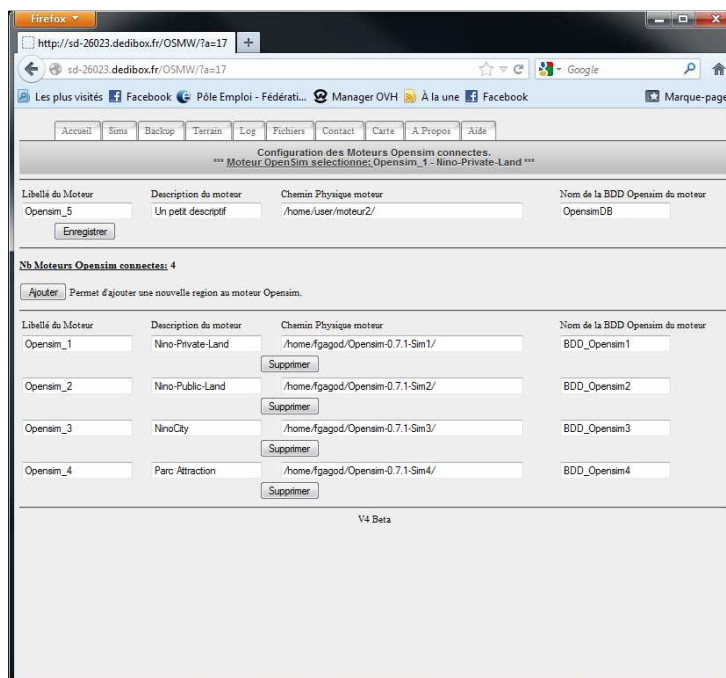 Firefox
http://sd-26023.dedibox.fr/OSMW/?a=17
sd-26023.dedibox.fr/OSMW/?a=17
Google
Les plus visités Facebook Pôle Emploi - Fédérati... Manager OVH À la une Facebook Marque-page
Accueil Sims Backup Terrain Log Fichiers Contact Carte A Propos Aide
Configuration des Moteurs Opensim connectes.
*** Moteur OpenSim selectionne: Opensim_1 - Nino-Private-Land ***
Libellé du Moteur Description du moteur Chemin Physique moteur Nom de la BDD Opensim du moteur
Opensim_5 Un petit descriptif /home/user/moteur2/ OpensimDB
Enregistrer
Nb Moteurs Opensim connectes: 4
Ajouter Permet d'ajouter une nouvelle region au moteur Opensim.
Libellé du Moteur Description du moteur Chemin Physique moteur Nom de la BDD Opensim du moteur
Opensim_1 Nino-Private-Land /home/fgagod/Opensim-0.7.1-Sim1/ BDD_Opensim1
Supprimer
Opensim_2 Nino-Public-Land /home/fgagod/Opensim-0.7.1-Sim2/ BDD_Opensim2
Supprimer
Opensim_3 NinoCity /home/fgagod/Opensim-0.7.1-Sim3/ BDD_Opensim3
Supprimer
Opensim_4 Parc Attraction /home/fgagod/Opensim-0.7.1-Sim4/ BDD_Opensim4
Supprimer
V4 Beta